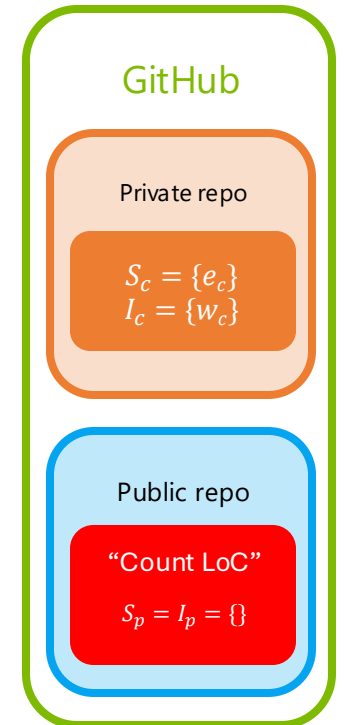 GitHub
Private repo
S_c = {e_c}
I_c = {w_c}
Public repo
“Count LoC”
S_p = I_p = {}